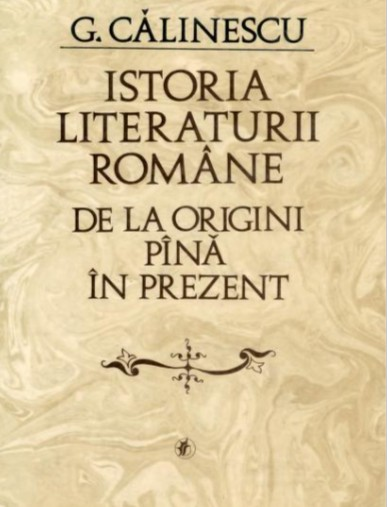 G. CĂLINESCU
ISTORIA
LITERATURII
ROMÂNE
DE LA ORIGINI
PÎNĂ
ÎN PREZENT